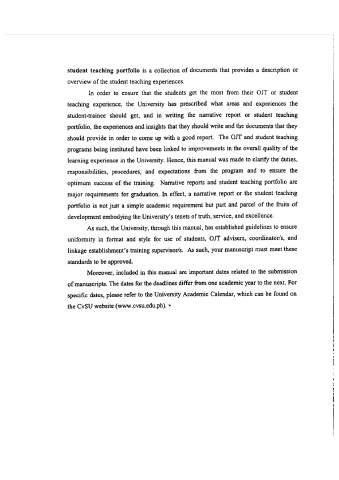 student teaching portfolio is a collection of documents that provides a description or
overview of the student teaching experiences.
In order to ensure that the students get the most from their OJT or student
teaching experience, the University has prescribed what areas and experiences the
student-trainee should get, and in writing the narrative report or student teaching
portfolio, the experiences and insights that they should write and the documents that they
should provide in order to come up with a good report. The OJT and student teaching
programs being instituted have been linked to improvements in the overall quality of the
learning experience in the University. Hence, this manual was made to clarify the duties,
responsibilities, procedures, and expectations from the program and to ensure the
optimum success of the training. Narrative reports and student teaching portfolio are
major requirements for graduation. In effect, a narrative report or the student teaching
portfolio is not just a simple academic requirement but part and parcel of the fruits of
development embodying the University's tenets of truth, service, and excellence.
As such, the University, through this manual, has established guidelines to ensure
uniformity in format and style for use of students, OJT advisers, coordinator/s, and
linkage establishment's training supervisor/s. As such, your manuscript must meet these
standards to be approved.
Moreover, included in this manual are important dates related to the submission
of manuscripts. The dates for the deadlines differ from one academic year to the next. For
specific dates, please refer to the University Academic Calendar, which can be found on
the CvSU website (www.cvsu.edu.ph).